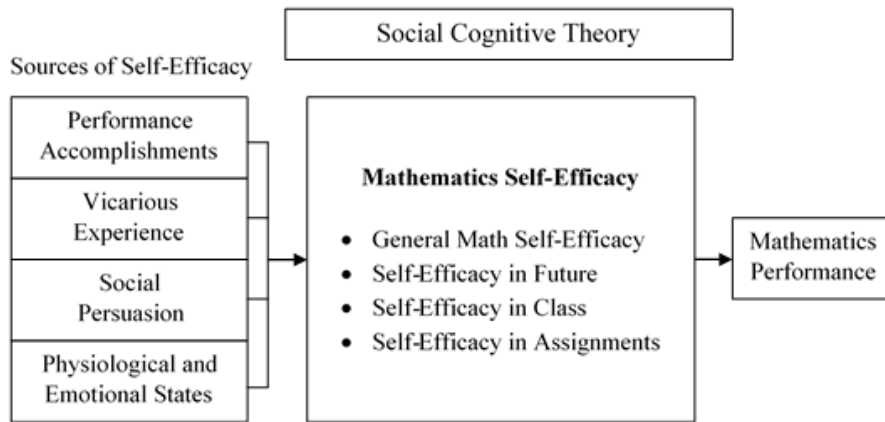 Social Cognitive Theory
Sources of Self-Efficacy
Performance
Accomplishments
Vicarious
Experience
Social
Persuasion
Physiological and
Emotional States
Mathematics Self-Efficacy
• General Math Self-Efficacy
• Self-Efficacy in Future
• Self-Efficacy in Class
• Self-Efficacy in Assignments
Mathematics
Performance